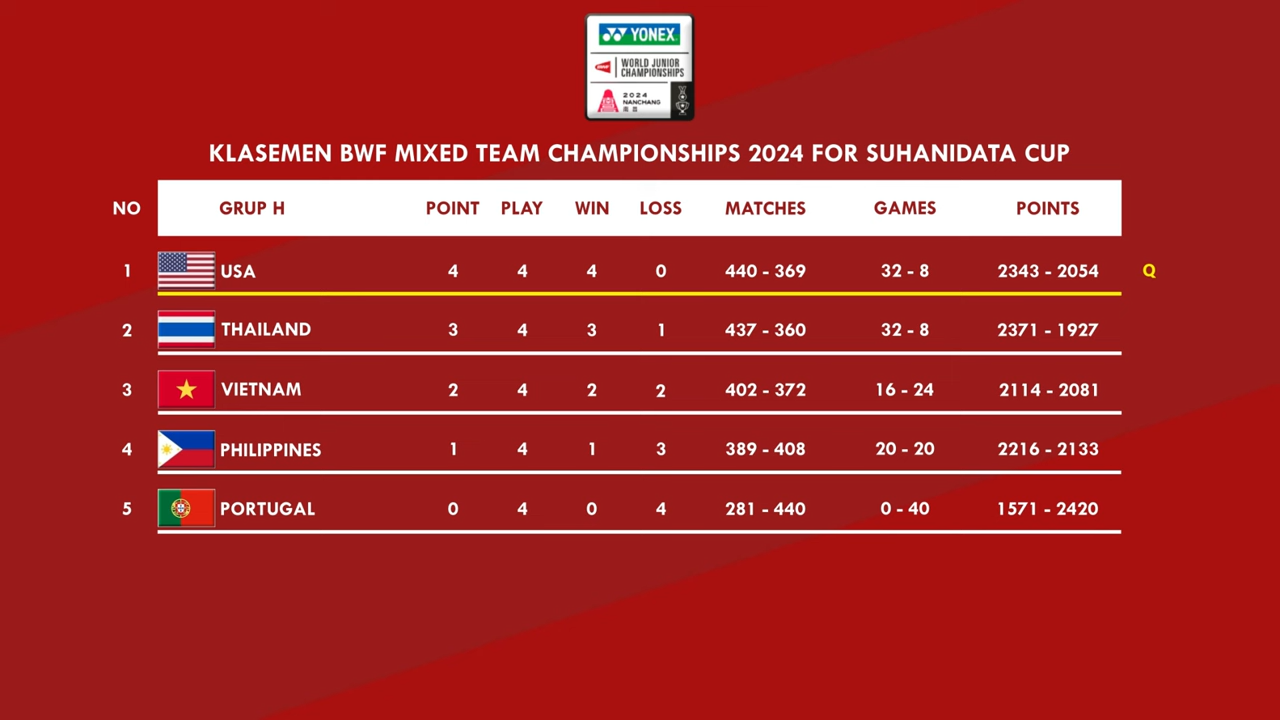 YONEX
WORLD JUNIOR
CHAMPIONSHIPS
2024
NANCHANG
南昌
KLASEMEN BWF MIXED TEAM CHAMPIONSHIPS 2024 FOR SUHANIDATA CUP
NO GRUP H POINT PLAY WIN LOSS MATCHES GAMES POINTS
1 USA 4 4 4 0 440 - 369 32 - 8 2343 - 2054 Q
2 THAILAND 3 4 3 1 437 - 360 32 - 8 2371 - 1927
3 VIETNAM 2 4 2 2 402 - 372 16 - 24 2114 - 2081
4 PHILIPPINES 1 4 1 3 389 - 408 20 - 20 2216 - 2133
5 PORTUGAL 0 4 0 4 281 - 440 0 - 40 1571 - 2420